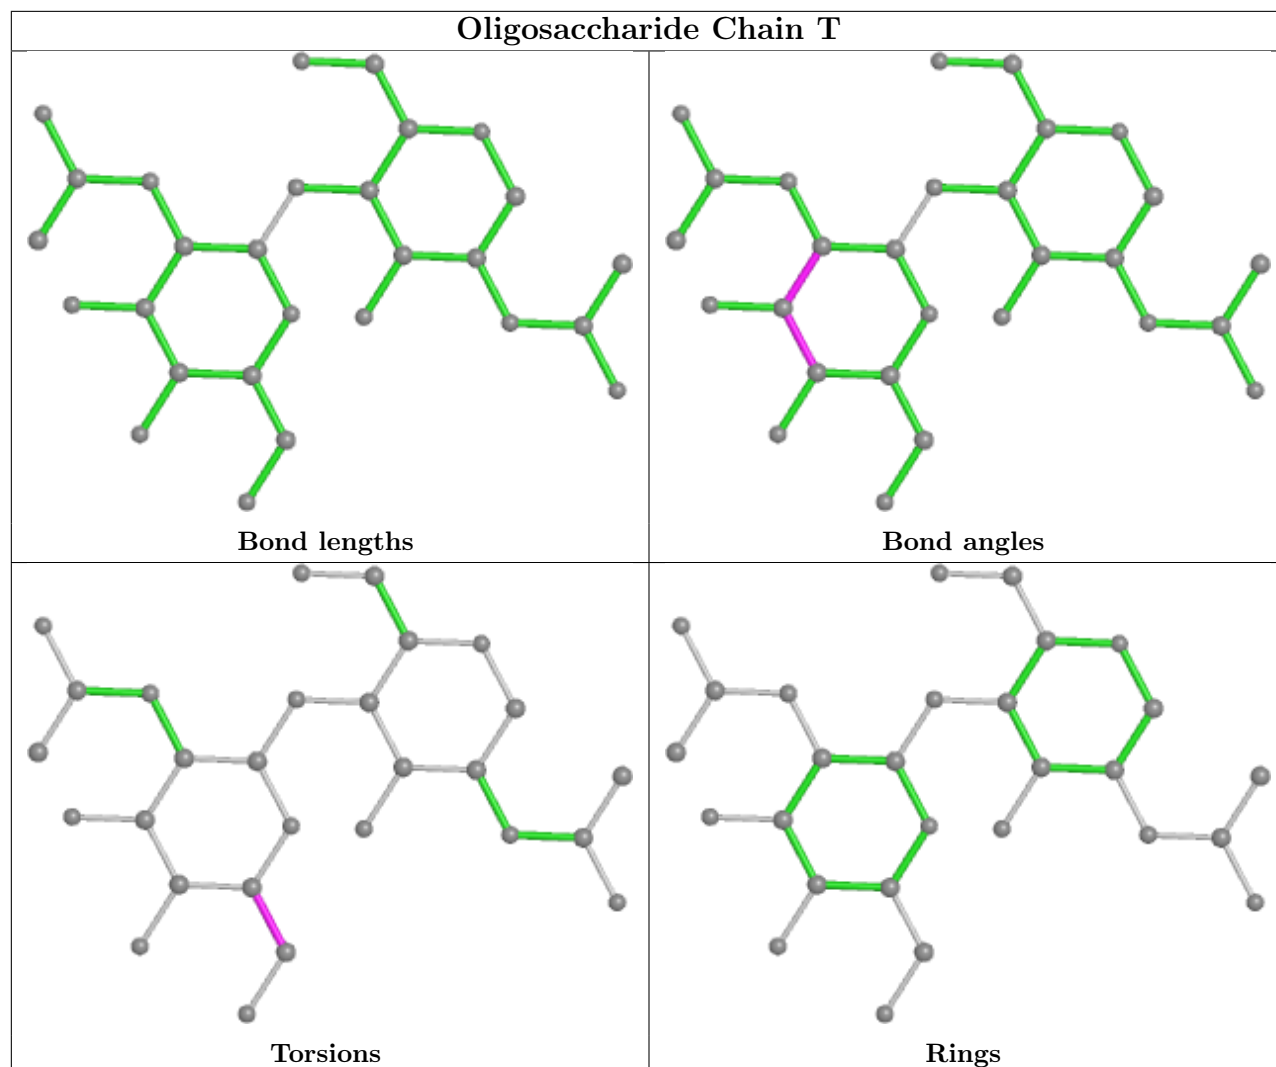 Oligosaccharide Chain T
Bond lengths
Bond angles
Torsions
Rings